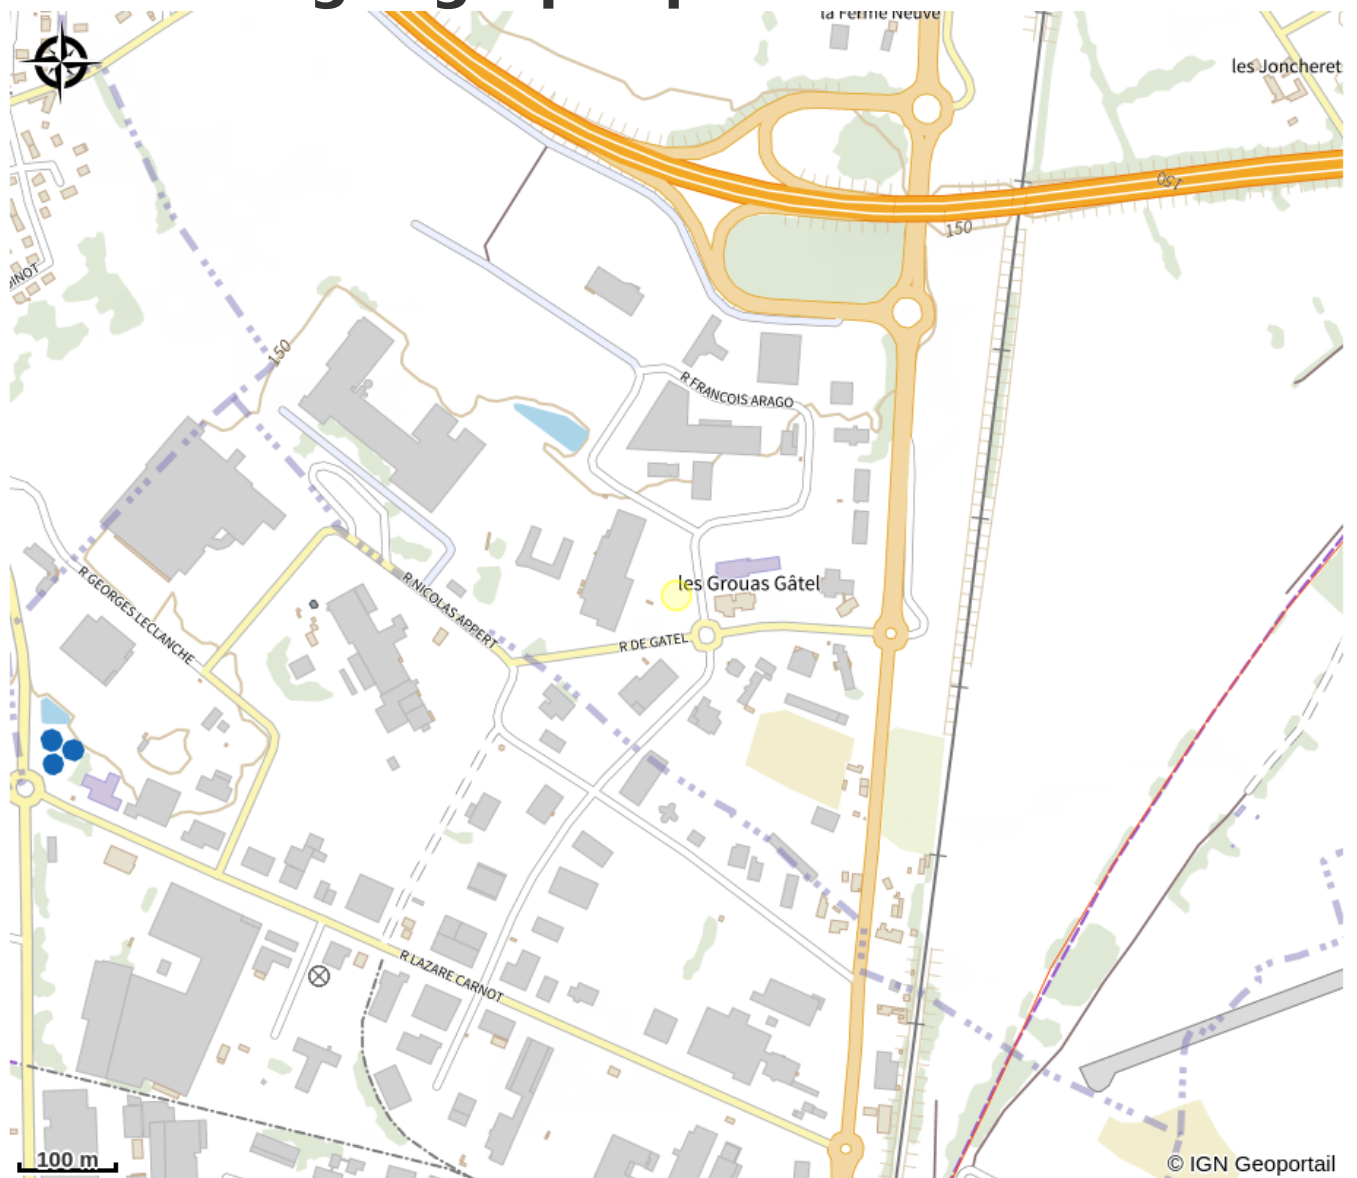 la Ferme Neuve
les Joncheret
150
150
150
R FRANCOIS ARAGO
R GEORGES LECLANCHE
R NICOLAS APPERT
les Grouas Gâtel
R DE GATEL
R LAZARE CARNOT
100 m
© IGN Geoportail